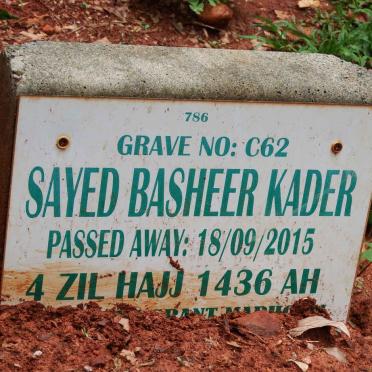 786
GRAVE NO: C62
SAYED BASHEER KADER
PASSED AWAY: 18/09/2015
4 ZIL HAJJ 1436 AH